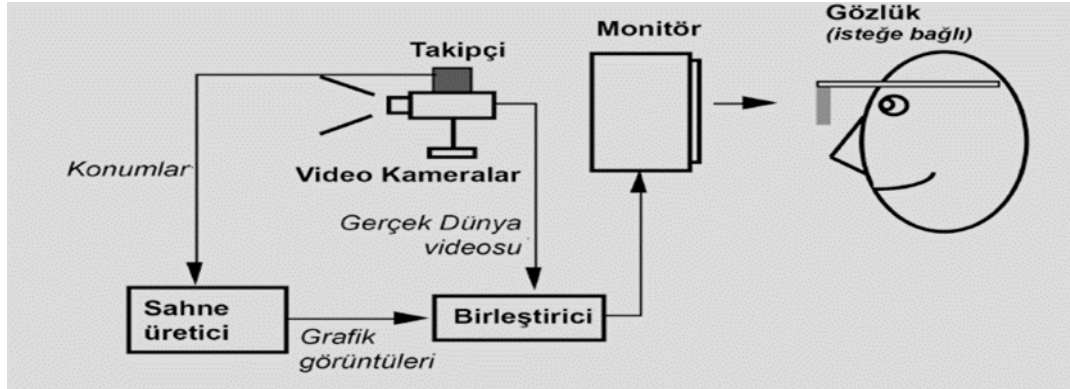 Gözlük
(isteğe bağlı)
Monitör
Takipçi
Konumlar
Video Kameralar
Gerçek Dünya
videosu
Sahne
üretici
Birleştirici
Grafik
görüntüleri